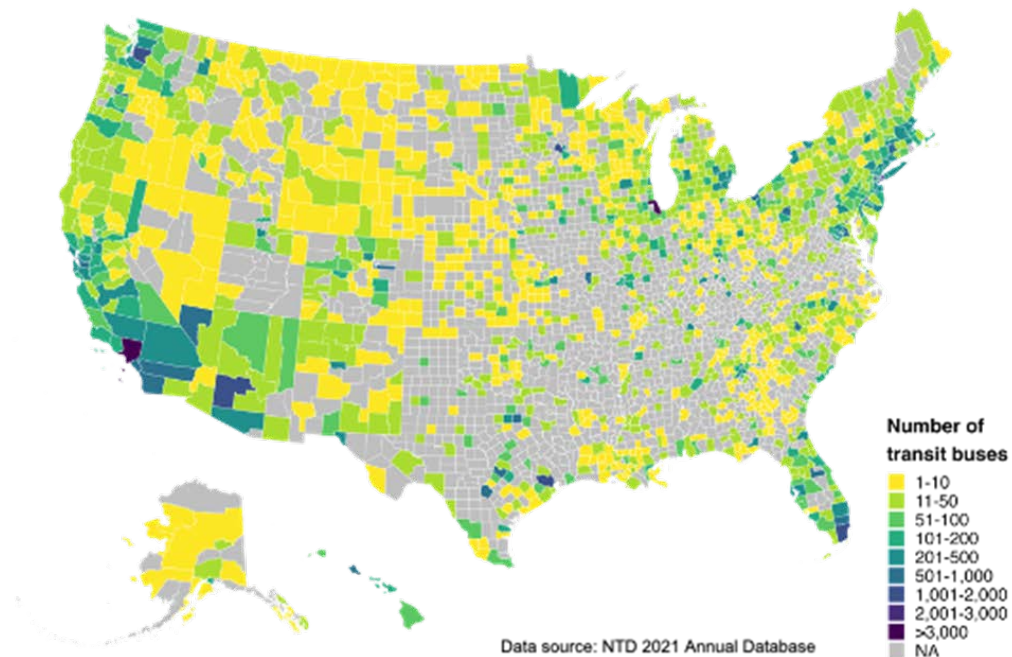 Number of
transit buses
1-10
11-50
51-100
101-200
201-500
501-1,000
1,001-2,000
2,001-3,000
>3,000
NA
Data source: NTD 2021 Annual Database